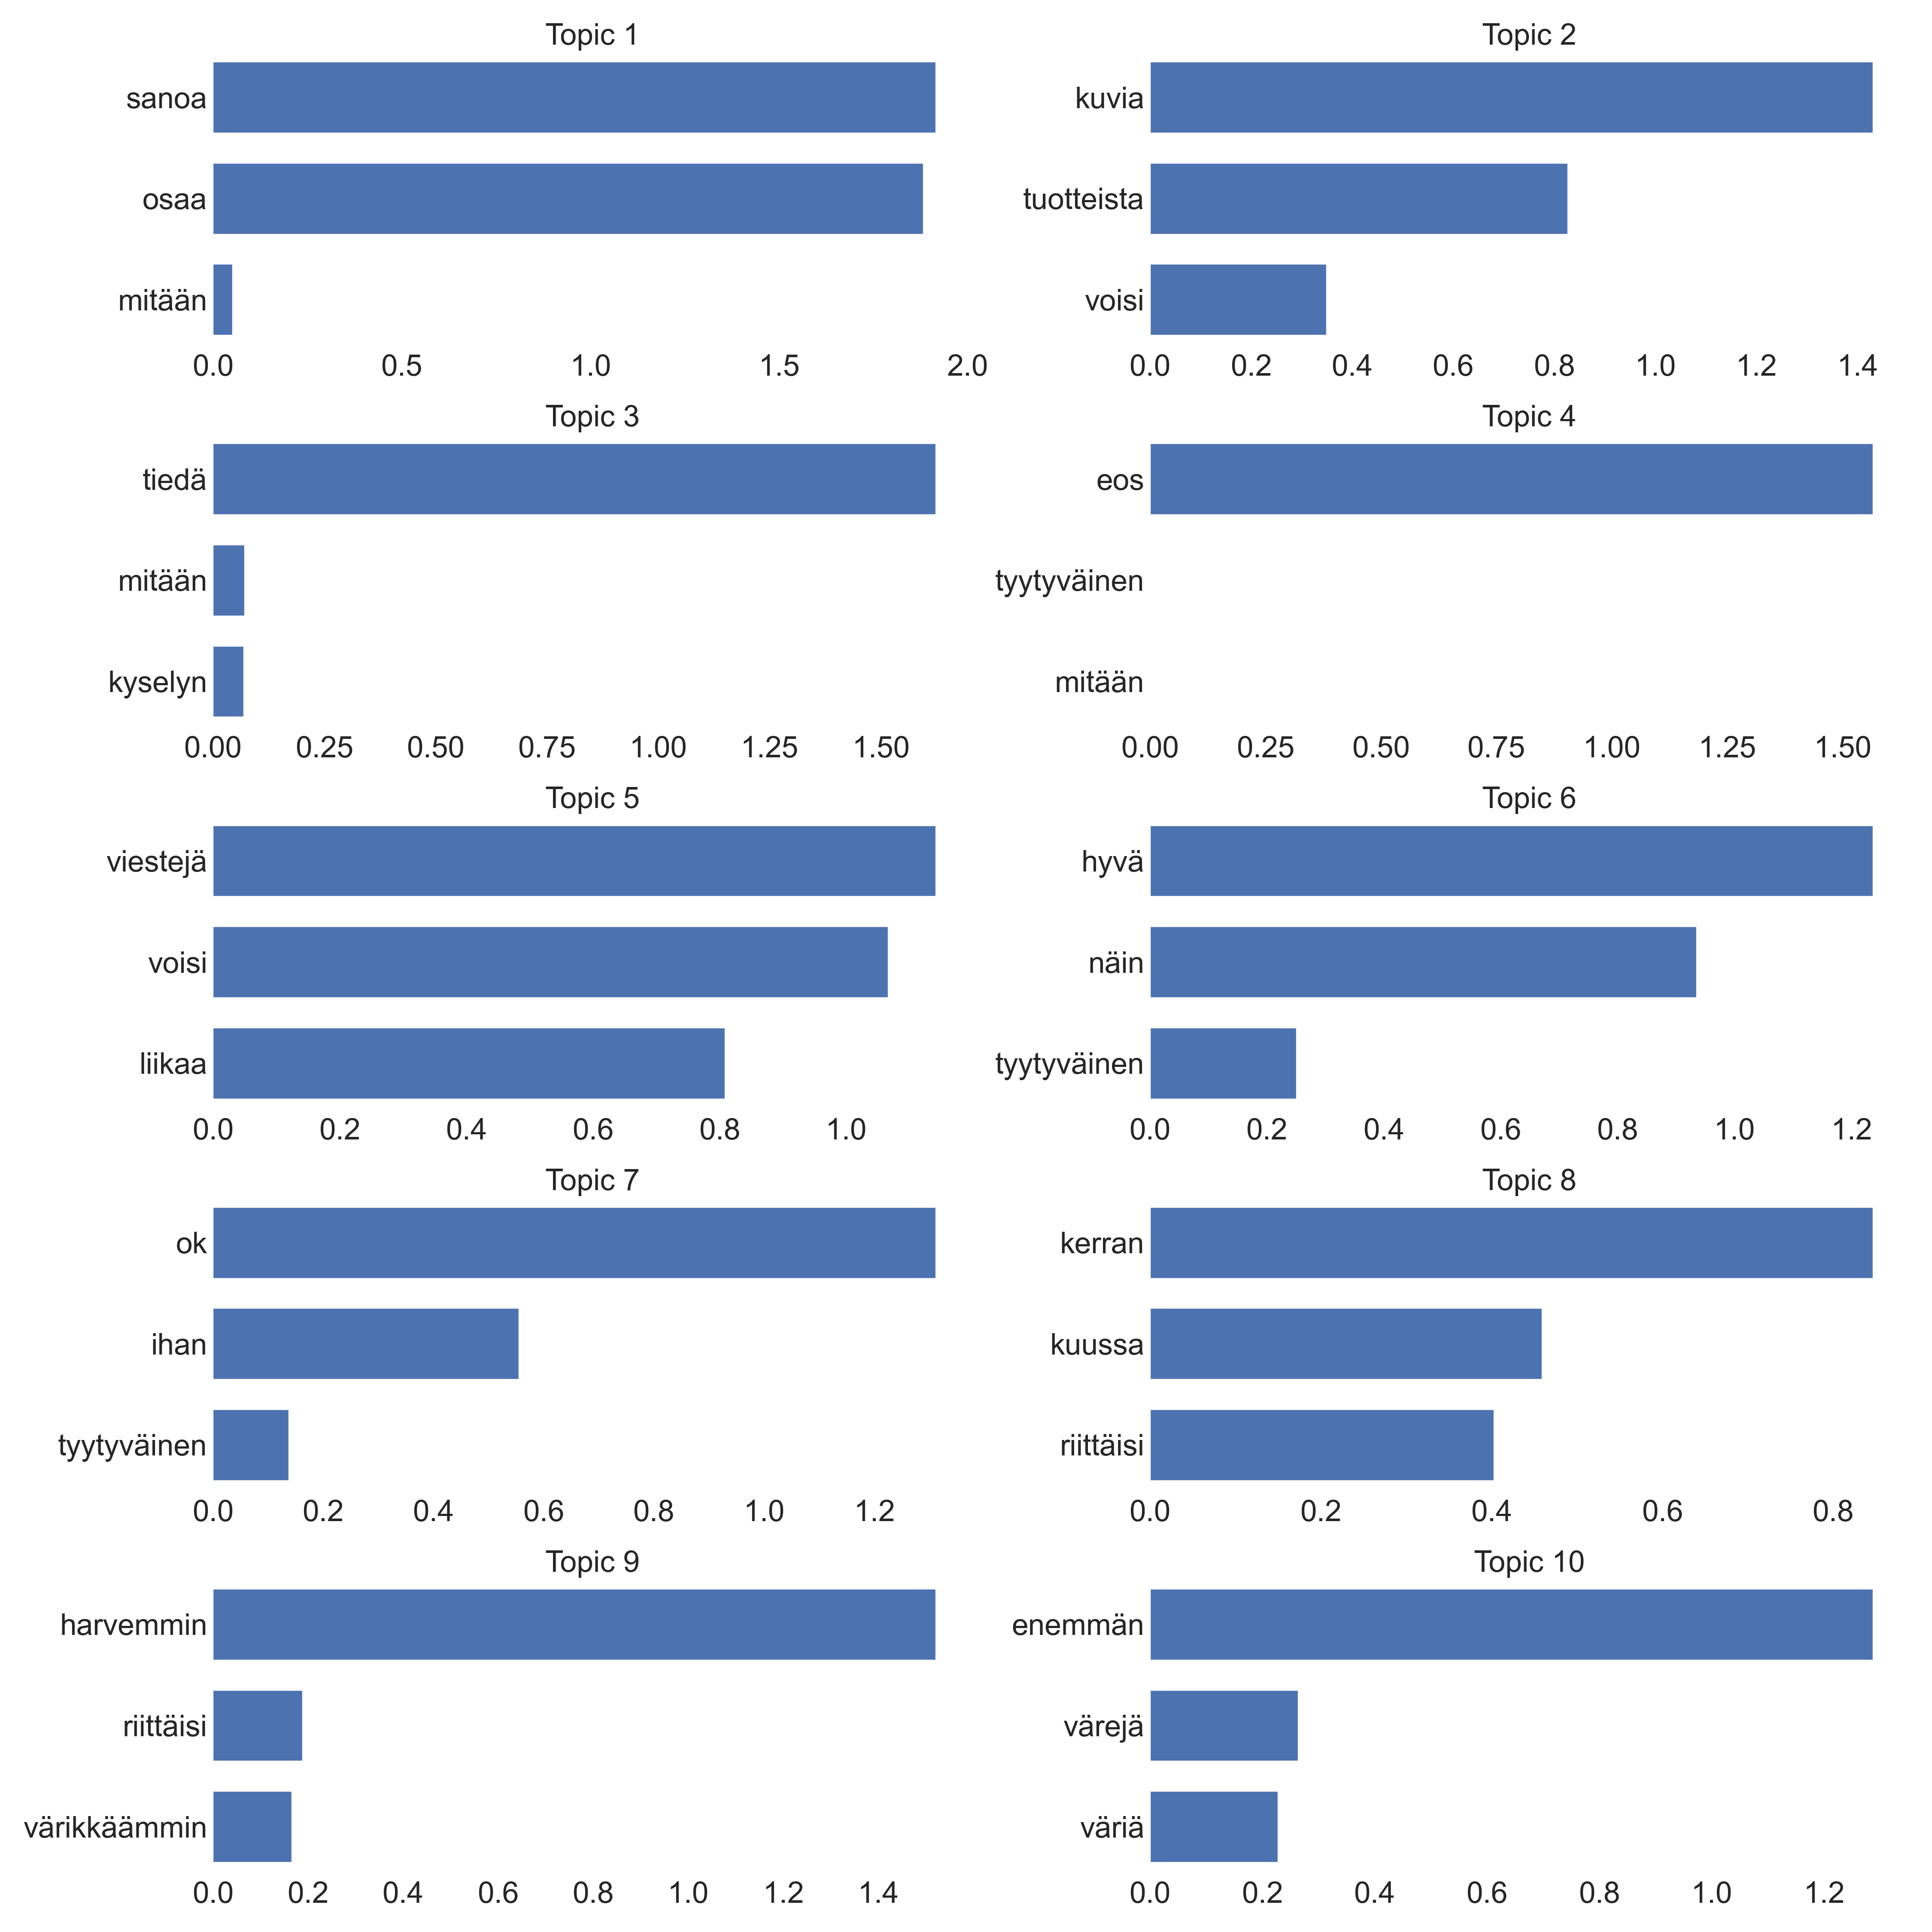 Topic 1
sanoa
osaa
mitään
0.0 0.5 1.0 1.5 2.0
Topic 2
kuvia
tuotteista
voisi
0.0 0.2 0.4 0.6 0.8 1.0 1.2 1.4
Topic 3
tiedä
mitään
kyselyn
0.00 0.25 0.50 0.75 1.00 1.25 1.50
Topic 4
eos
tyytyväinen
mitään
0.00 0.25 0.50 0.75 1.00 1.25 1.50
Topic 5
viestejä
voisi
liikaa
0.0 0.2 0.4 0.6 0.8 1.0
Topic 6
hyvä
näin
tyytyväinen
0.0 0.2 0.4 0.6 0.8 1.0 1.2
Topic 7
ok
ihan
tyytyväinen
0.0 0.2 0.4 0.6 0.8 1.0 1.2
Topic 8
kerran
kuussa
riittäisi
0.0 0.2 0.4 0.6 0.8
Topic 9
harvemmin
riittäisi
värikkäämmin
0.0 0.2 0.4 0.6 0.8 1.0 1.2 1.4
Topic 10
enemmän
värejä
väriä
0.0 0.2 0.4 0.6 0.8 1.0 1.2